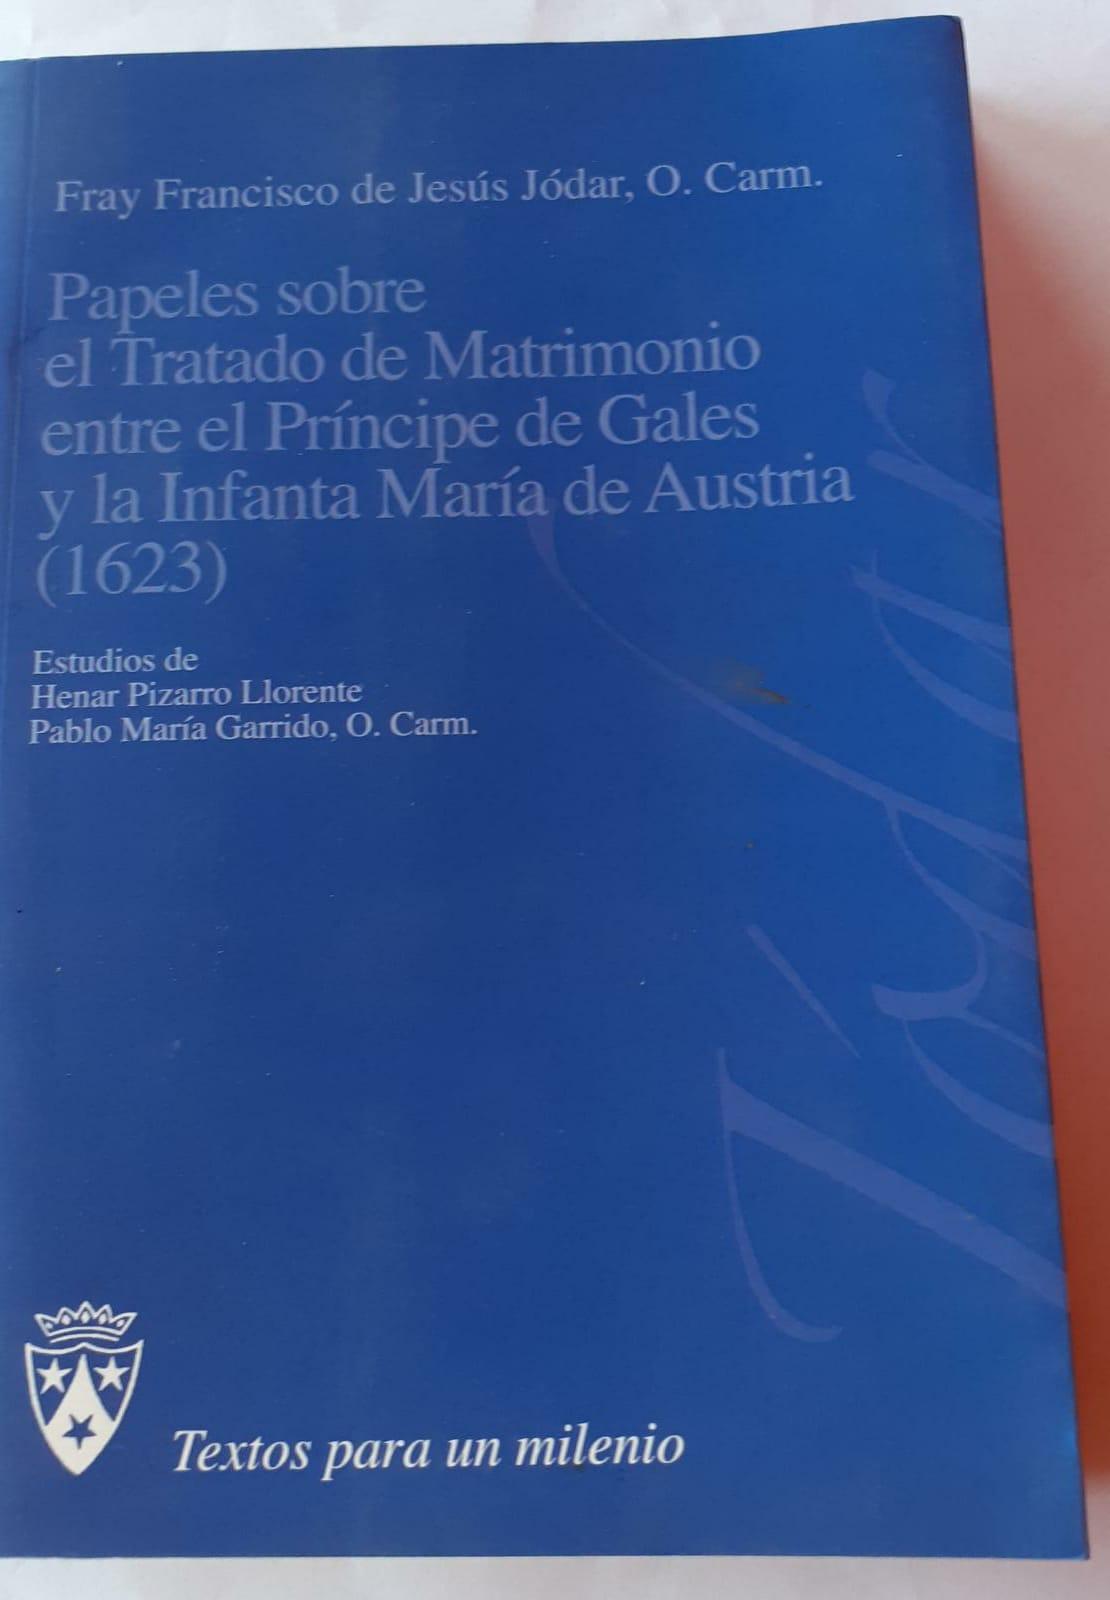 Fray Francisco de Jesús Jódar, O. Carm.
Papeles sobre
el Tratado de Matrimonio
entre el Príncipe de Gales
y la Infanta María de Austria
(1623)
Estudios de
Henar Pizarro Llorente
Pablo María Garrido, O. Carm.
Jódar
Textos para un milenio